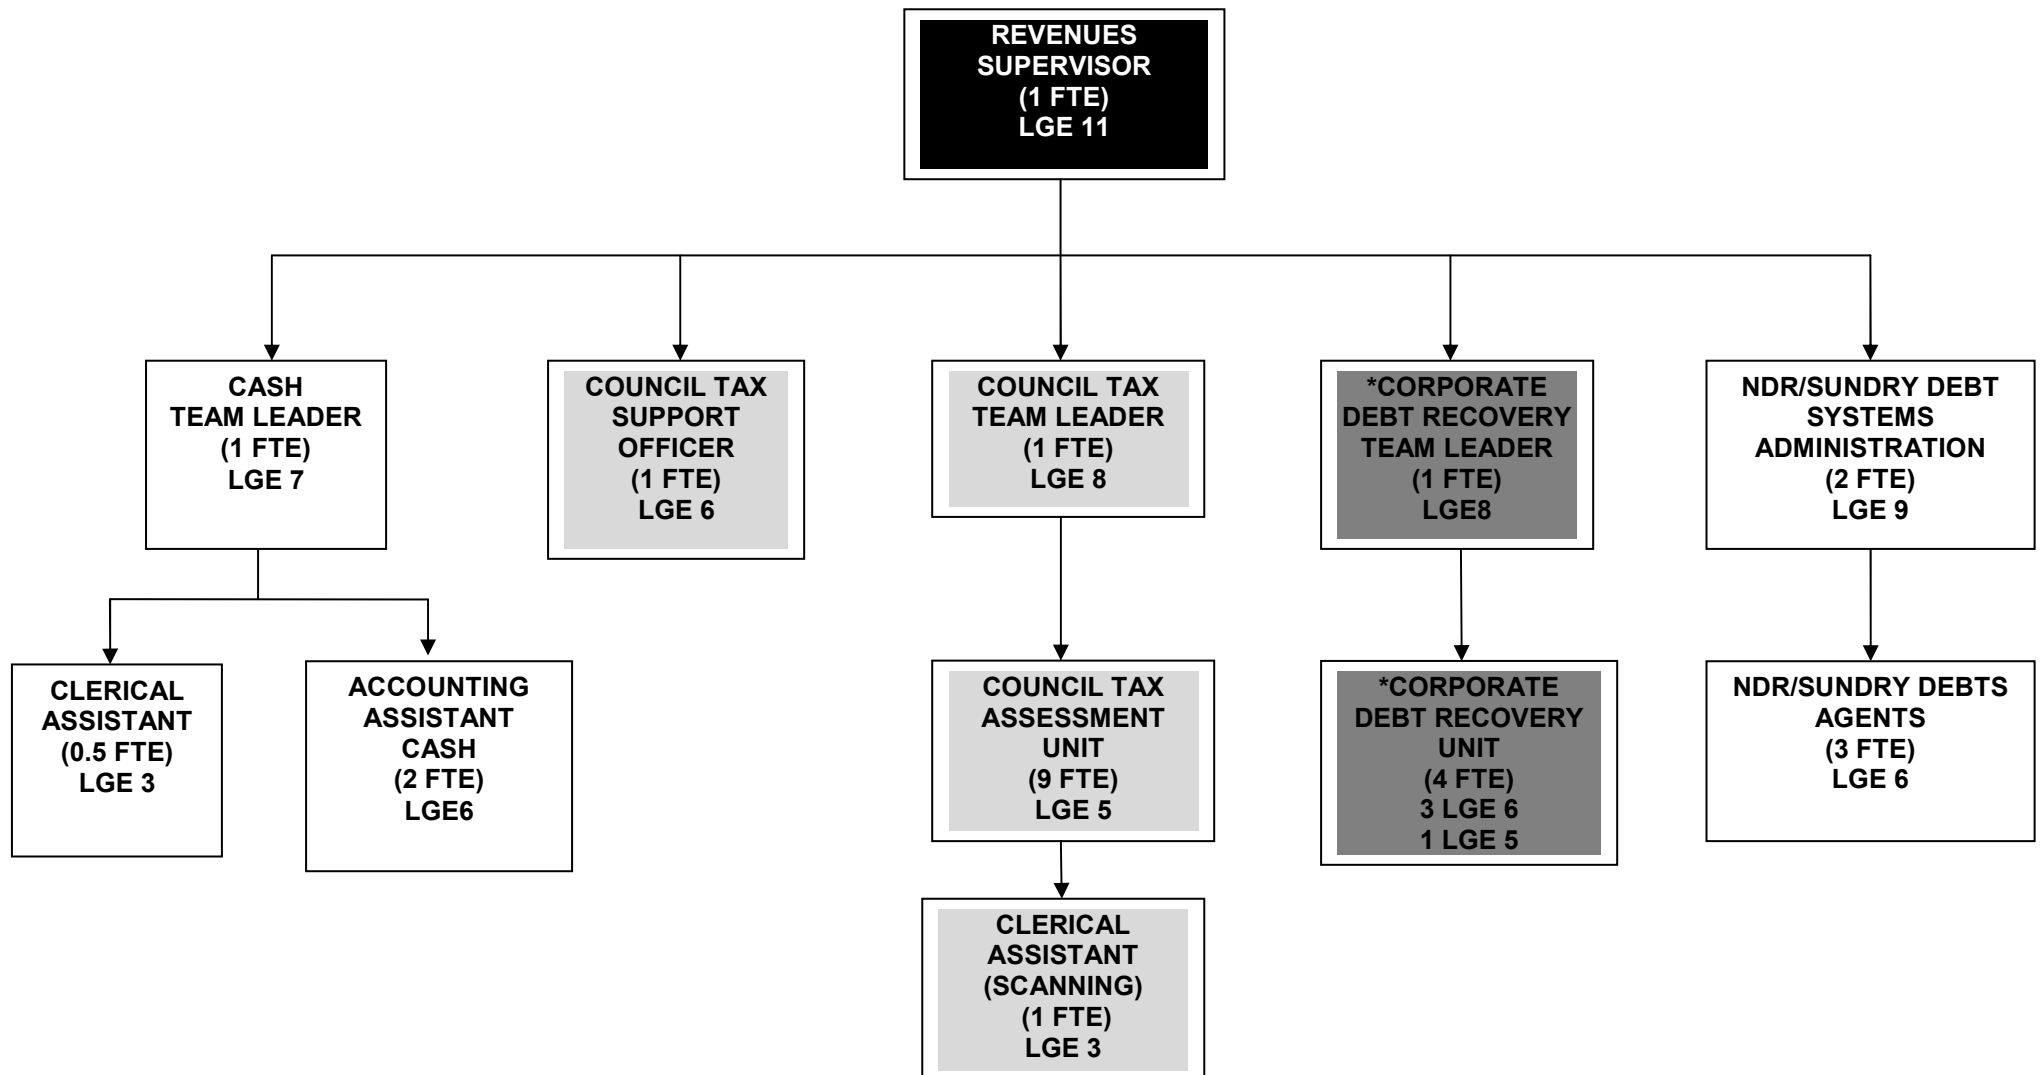 REVENUES
SUPERVISOR
(1 FTE)
LGE 11
CASH
TEAM LEADER
(1 FTE)
LGE 7
COUNCIL TAX
SUPPORT
OFFICER
(1 FTE)
LGE 6
COUNCIL TAX
TEAM LEADER
(1 FTE)
LGE 8
*CORPORATE
DEBT RECOVERY
TEAM LEADER
(1 FTE)
LGE8
NDR/SUNDRY DEBT
SYSTEMS
ADMINISTRATION
(2 FTE)
LGE 9
CLERICAL
ASSISTANT
(0.5 FTE)
LGE 3
ACCOUNTING
ASSISTANT
CASH
(2 FTE)
LGE6
COUNCIL TAX
ASSESSMENT
UNIT
(9 FTE)
LGE 5
*CORPORATE
DEBT RECOVERY
UNIT
(4 FTE)
3 LGE 6
1 LGE 5
NDR/SUNDRY DEBTS
AGENTS
(3 FTE)
LGE 6
CLERICAL
ASSISTANT
(SCANNING)
(1 FTE)
LGE 3